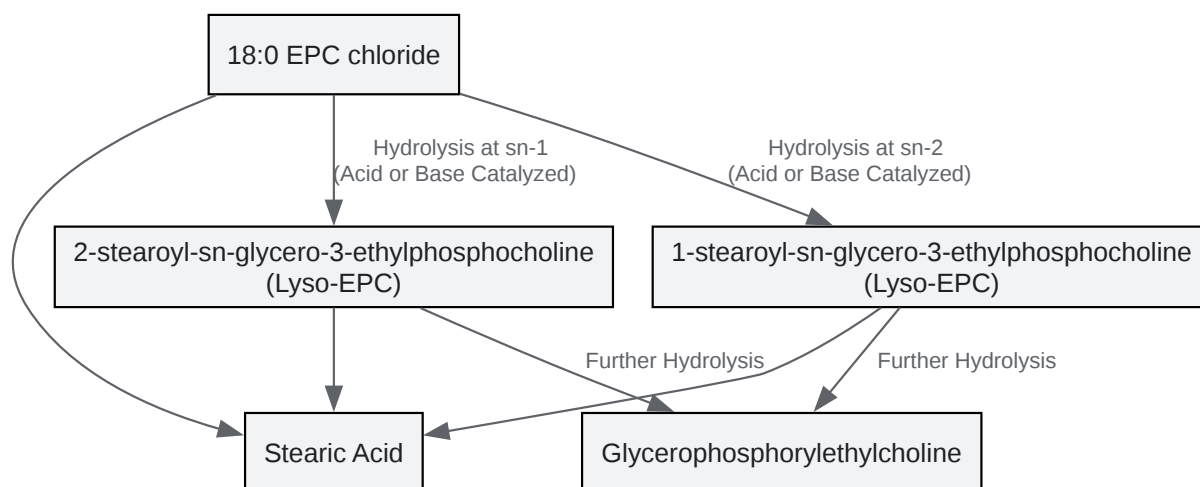 18:0 EPC chloride
Hydrolysis at sn-1
(Acid or Base Catalyzed)
Hydrolysis at sn-2
(Acid or Base Catalyzed)
2-stearoyl-sn-glycero-3-ethylphosphocholine
(Lyso-EPC)
1-stearoyl-sn-glycero-3-ethylphosphocholine
(Lyso-EPC)
Further Hydrolysis
Further Hydrolysis
Stearic Acid
Glycerophosphorylethylcholine